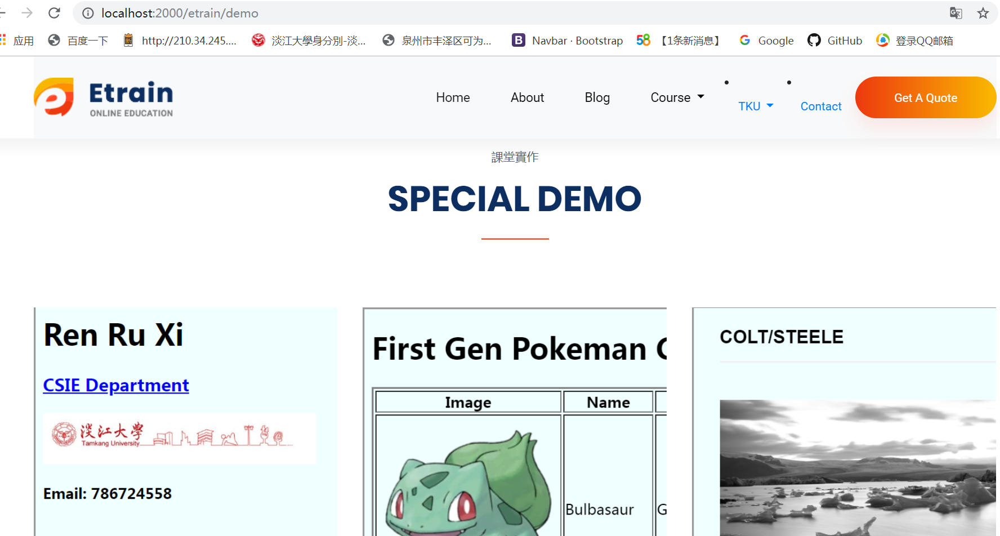 localhost:2000/etrain/demo
应用 百度一下 http://210.34.245.... 淡江大學身分別-淡... 泉州市丰泽区可为... Navbar · Bootstrap 【1条新消息】 Google GitHub 登录QQ邮箱
Etrain
ONLINE EDUCATION
Home About Blog Course TKU Contact Get A Quote
課堂實作
SPECIAL DEMO
Ren Ru Xi
CSIE Department
淡江大學
Tamkang University
Email: 786724558
First Gen Pokeman
Image Name
Bulbasaur G
COLT/STEELE